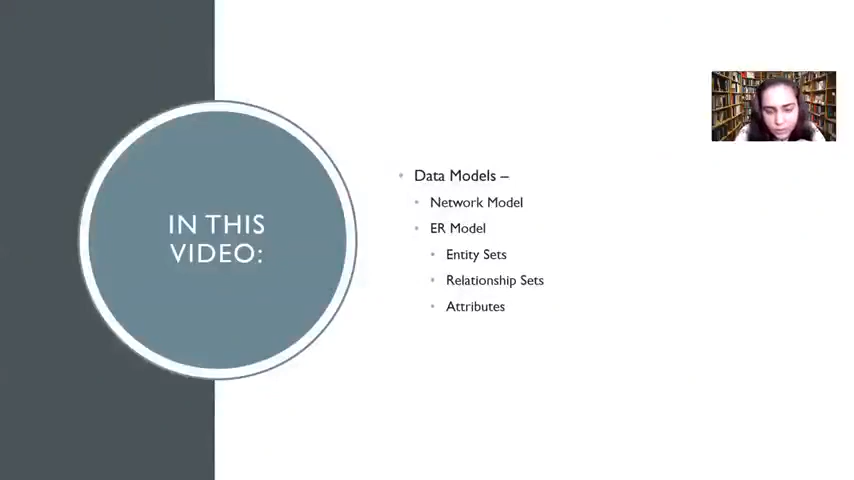 IN THIS
VIDEO:
Data Models –
Network Model
ER Model
Entity Sets
Relationship Sets
Attributes